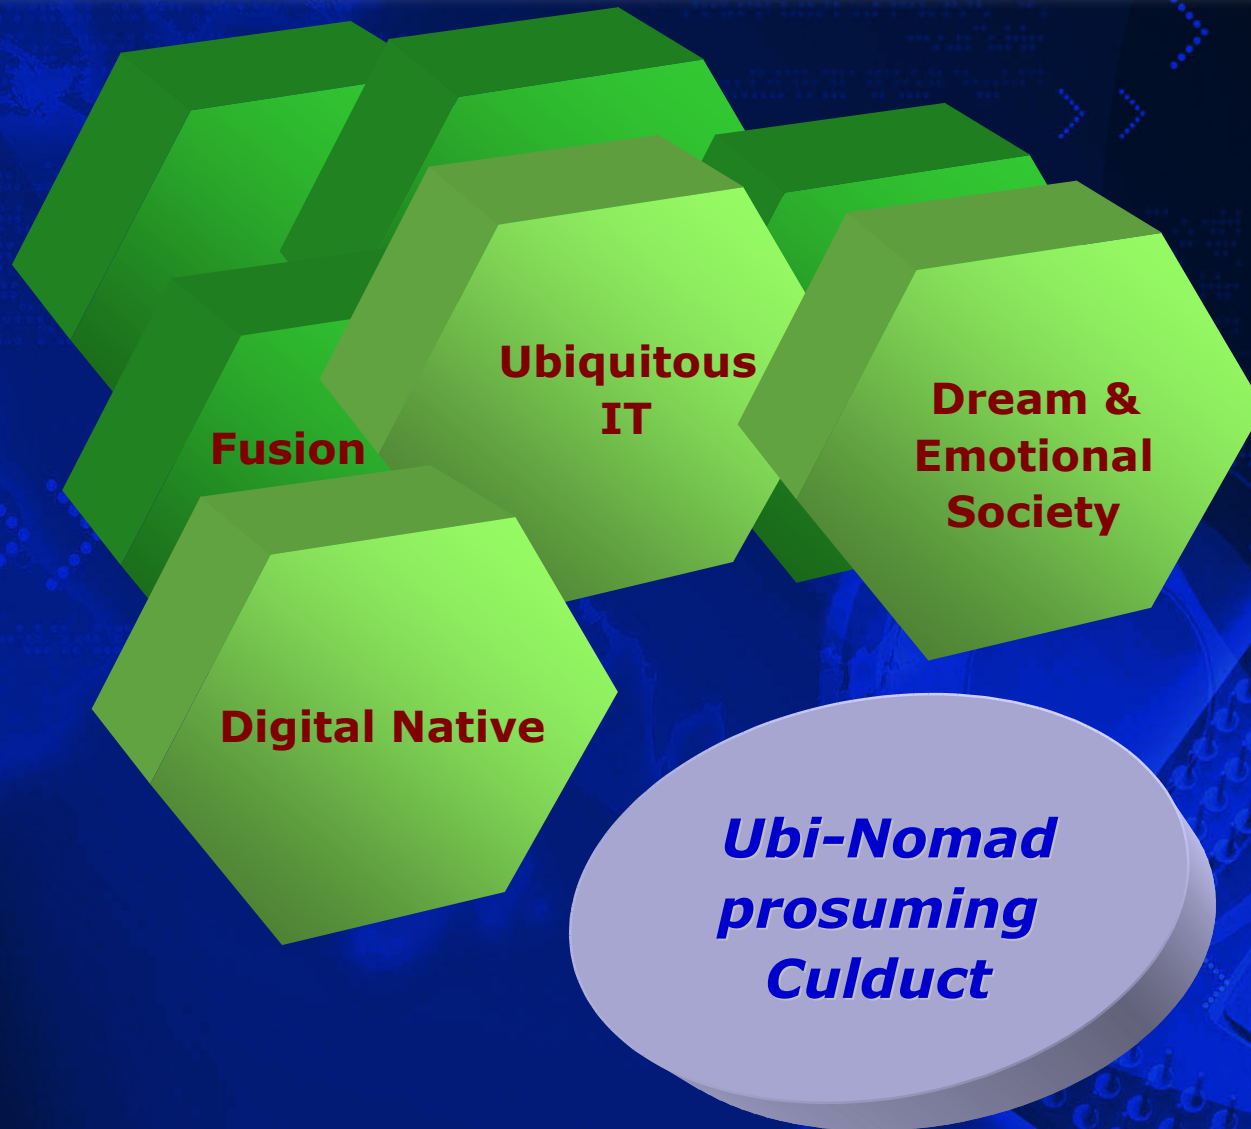 Ubiquitous
IT
Dream &
Emotional
Society
Fusion
Digital Native
Ubi-Nomad
prosuming
Culduct